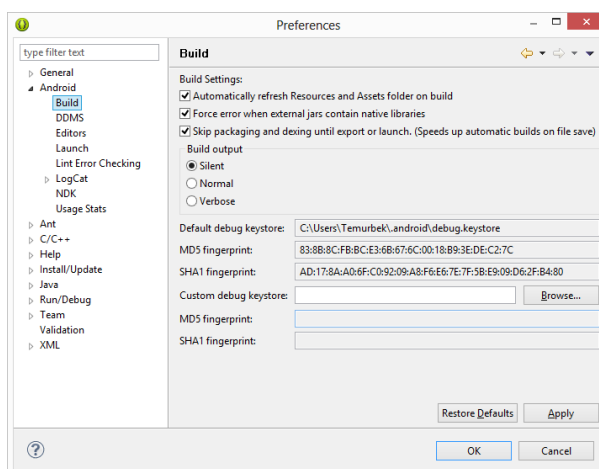 Preferences
type filter text
Build
General
Android
Build
DDMS
Editors
Launch
Lint Error Checking
LogCat
NDK
Usage Stats
Ant
C/C++
Help
Install/Update
Java
Run/Debug
Team
Validation
XML
Build Settings:
Automatically refresh Resources and Assets folder on build
Force error when external jars contain native libraries
Skip packaging and dexing until export or launch. (Speeds up automatic builds on file save)
Build output
Silent
Normal
Verbose
Default debug keystore: C:\Users\Temurbek\.android\debug.keystore
MD5 fingerprint: 83:8B:8C:FB:BC:E3:6B:67:6C:00:18:B9:3E:DE:C2:7C
SHA1 fingerprint: AD:17:8A:A0:6F:C0:92:09:A8:F6:E6:7E:7F:5B:E9:09:D6:2F:B4:80
Custom debug keystore: Browse...
MD5 fingerprint:
SHA1 fingerprint:
Restore Defaults Apply
OK Cancel